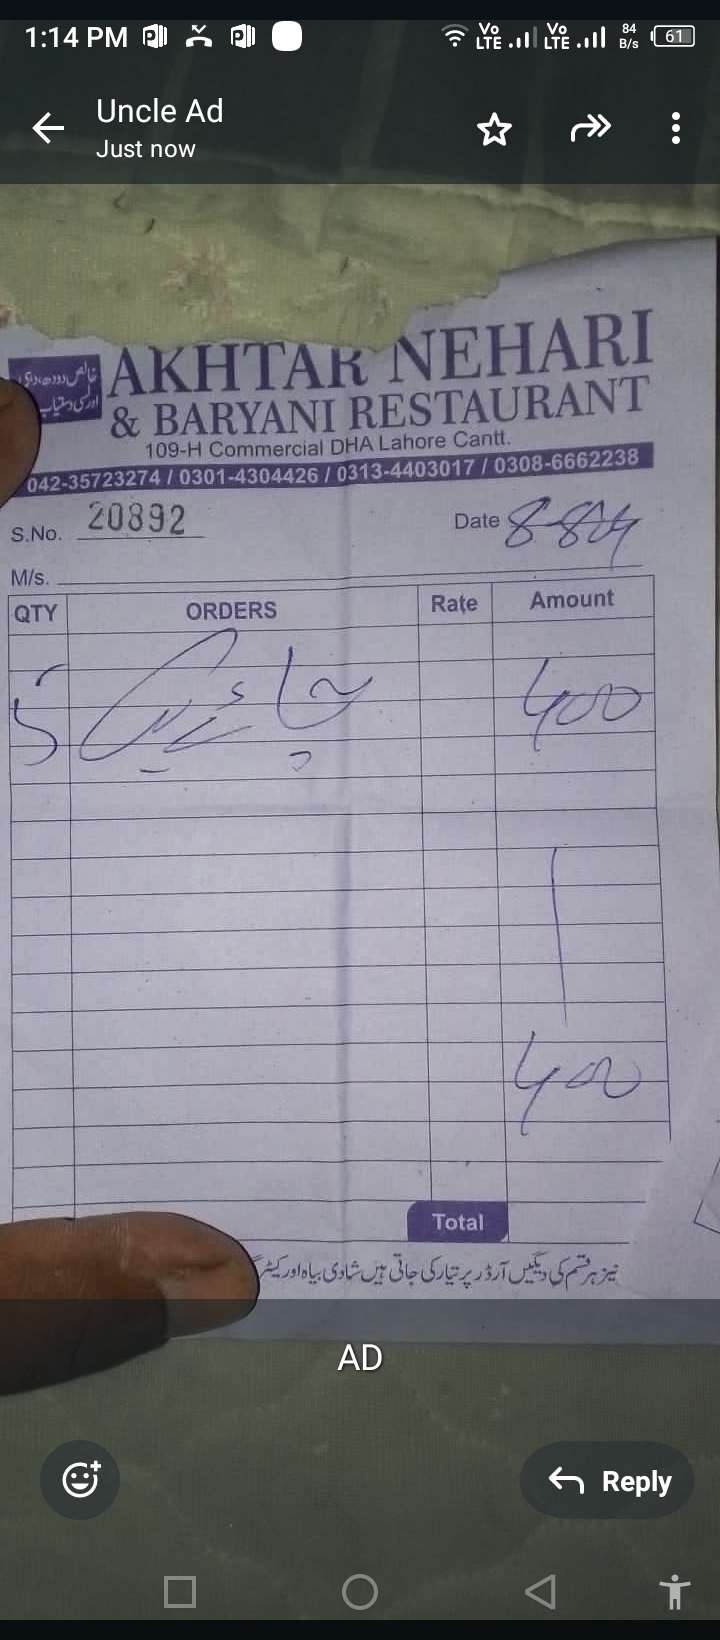 1:14 PM
Vo LTE Vo LTE 84 B/s 61
Uncle Ad
Just now
خالص دودھ، دہی
اور لسی دستیاب
AKHTAR NEHARI
& BARYANI RESTAURANT
109-H Commercial DHA Lahore Cantt.
042-35723274 / 0301-4304426 / 0313-4403017 / 0308-6662238
S.No. 20892 Date 8-8-24
M/s.
QTY ORDERS Rate Amount
5 چائے 400
400
Total
نیز ہر قسم کی دیگیں آرڈر پر تیار کی جاتی ہیں شادی بیاہ اور کیٹرنگ
AD
Reply